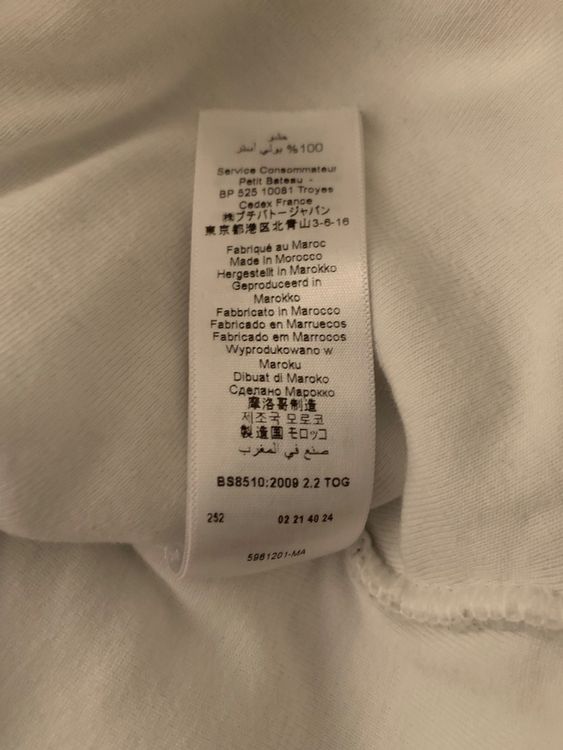 حشو
100% بولي أستر
Service Consommateur
Petit Bateau -
BP 525 10081 Troyes
Cedex France
㈱プチバトージャパン
東京都港区北青山3-6-16
Fabriqué au Maroc
Made in Morocco
Hergestellt in Marokko
Geproduceerd in
Marokko
Fabbricato in Marocco
Fabricado en Marruecos
Fabricado em Marrocos
Wyprodukowano w
Maroku
Dibuat di Maroko
Сделано Марокко
摩洛哥制造
제조국 모로코
製造国 モロッコ
صنع في المغرب
BS8510:2009 2.2 TOG
252 02 21 40 24
5961201-MA